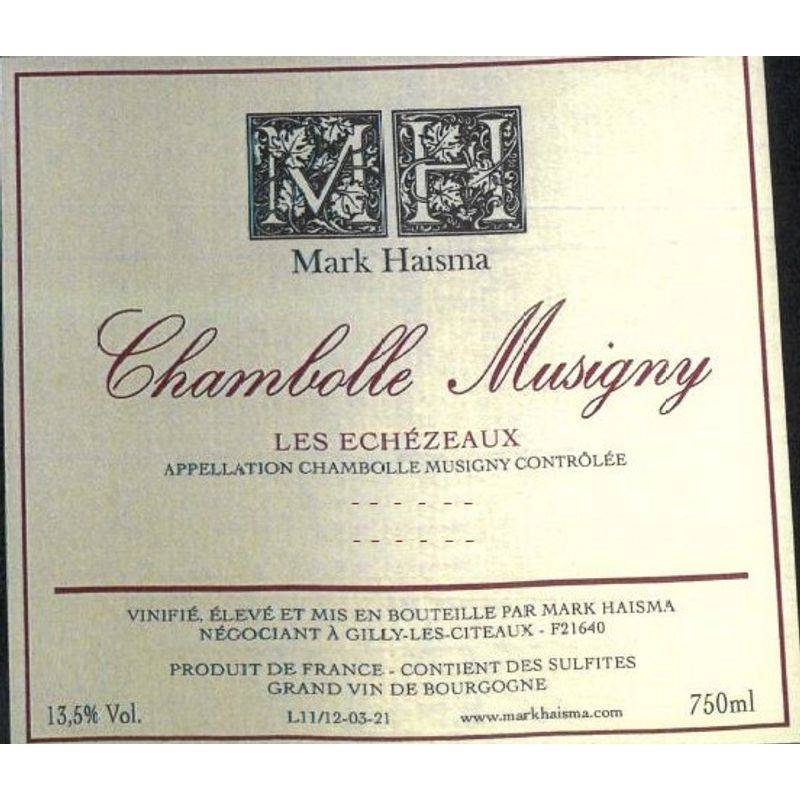 MH
Mark Haisma
Chambolle Musigny
LES ECHÉZEAUX
APPELLATION CHAMBOLLE MUSIGNY CONTRÔLÉE
- - - - - -
- - - - - -
VINIFIÉ, ÉLEVÉ ET MIS EN BOUTEILLE PAR MARK HAISMA
NÉGOCIANT À GILLY-LES-CITEAUX - F21640
PRODUIT DE FRANCE - CONTIENT DES SULFITES
GRAND VIN DE BOURGOGNE
13,5% Vol. L11/12-03-21 www.markhaisma.com 750ml